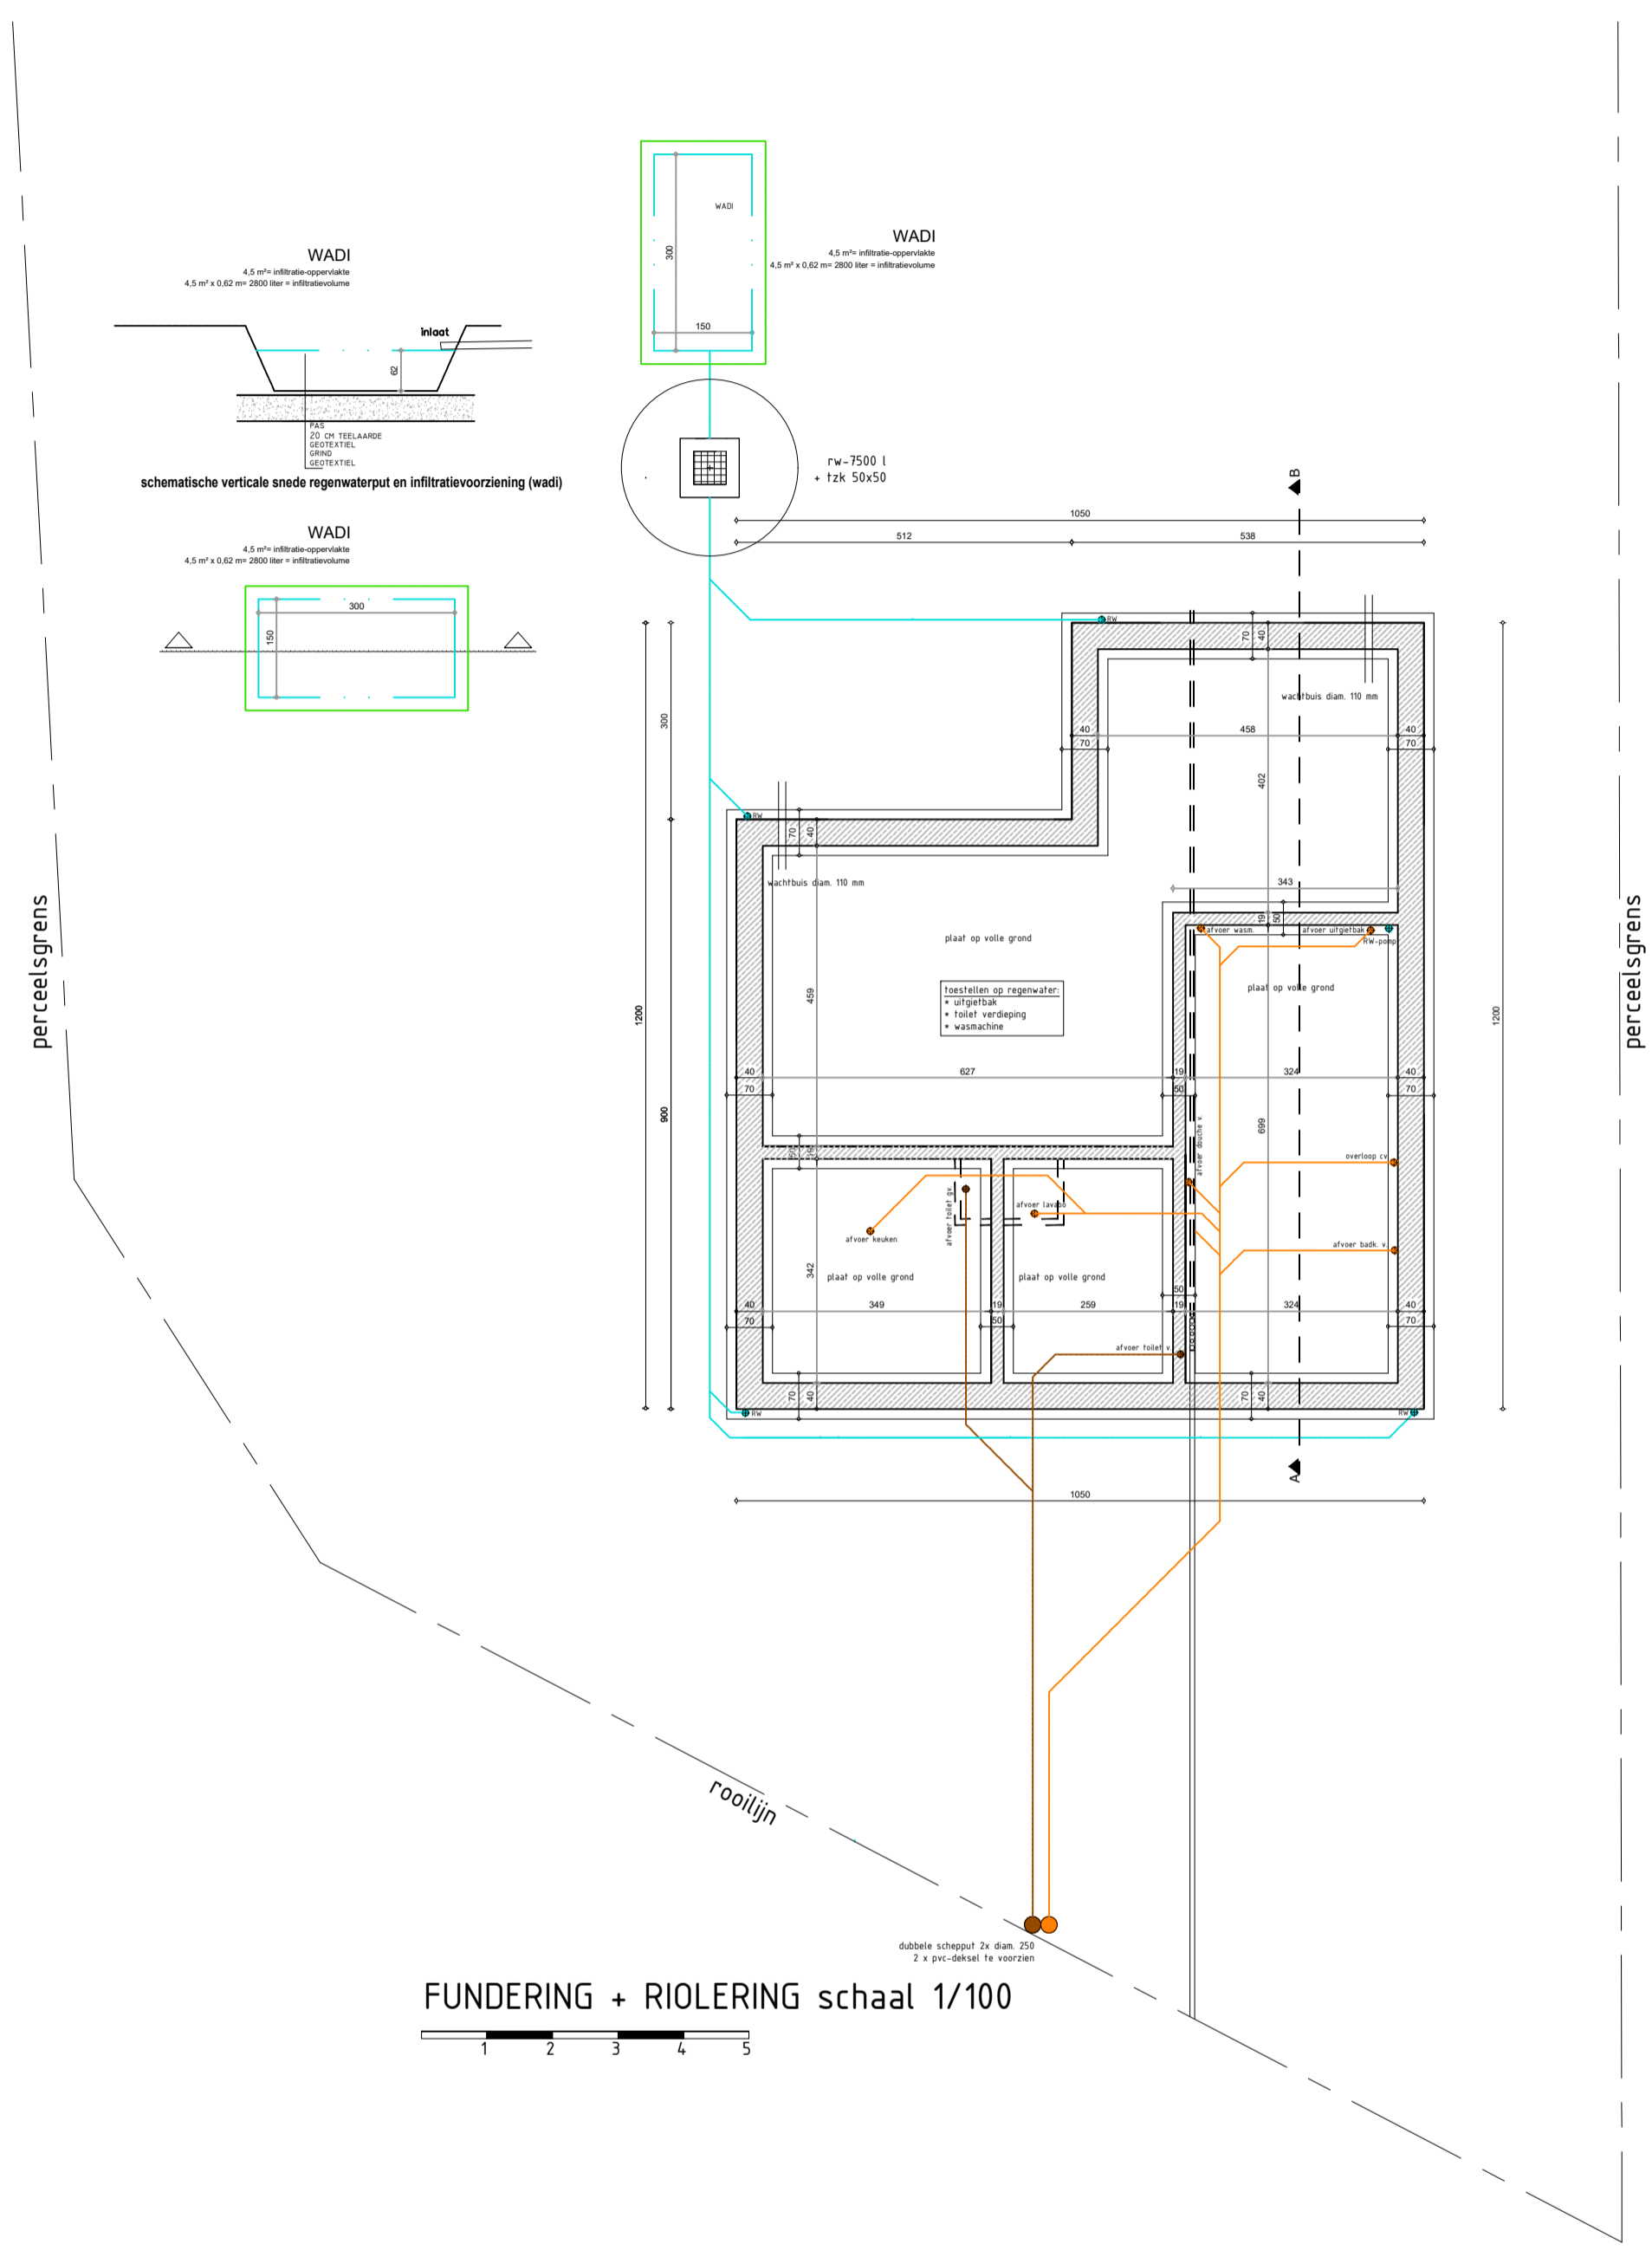 WADI
WADI
4,5 m²= infiltratie-oppervlakte
4,5 m² x 0,62 m= 2800 liter = infiltratievolume
300
150
WADI
4,5 m²= infiltratie-oppervlakte
4,5 m² x 0,62 m= 2800 liter = infiltratievolume
inlaat
62
PAS
20 CM TEELAARDE
GEOTEXTIEL
GRIND
GEOTEXTIEL
schematische verticale snede regenwaterput en infiltratievoorziening (wadi)
rw-7500 l
+ tzk 50x50
WADI
4,5 m²= infiltratie-oppervlakte
4,5 m² x 0,62 m= 2800 liter = infiltratievolume
300
150
B
1050
512
538
RW
70
40
wachtbuis diam. 110 mm
300
40
458
40
70
70
402
RW
70
40
wachtbuis diam. 110 mm
343
19
50
afvoer wasm.
afvoer uitgietbak
RW-pomp
perceelsgrens
perceelsgrens
plaat op volle grond
plaat op volle grond
toestellen op regenwater:
* uitgietbak
* toilet verdieping
* wasmachine
459
1200
1200
40
627
19
324
40
70
50
70
900
699
afvoer douche v.
overloop cv
afvoer toilet gv.
afvoer lavabo
afvoer keuken
afvoer badk. v.
342
plaat op volle grond
plaat op volle grond
50
40
349
19
259
19
324
40
70
50
70
afvoer toilet v.
70
40
70
40
RW
RW
A
1050
rooilijn
dubbele schepput 2x diam. 250
2 x pvc-deksel te voorzien
FUNDERING + RIOLERING schaal 1/100
1 2 3 4 5